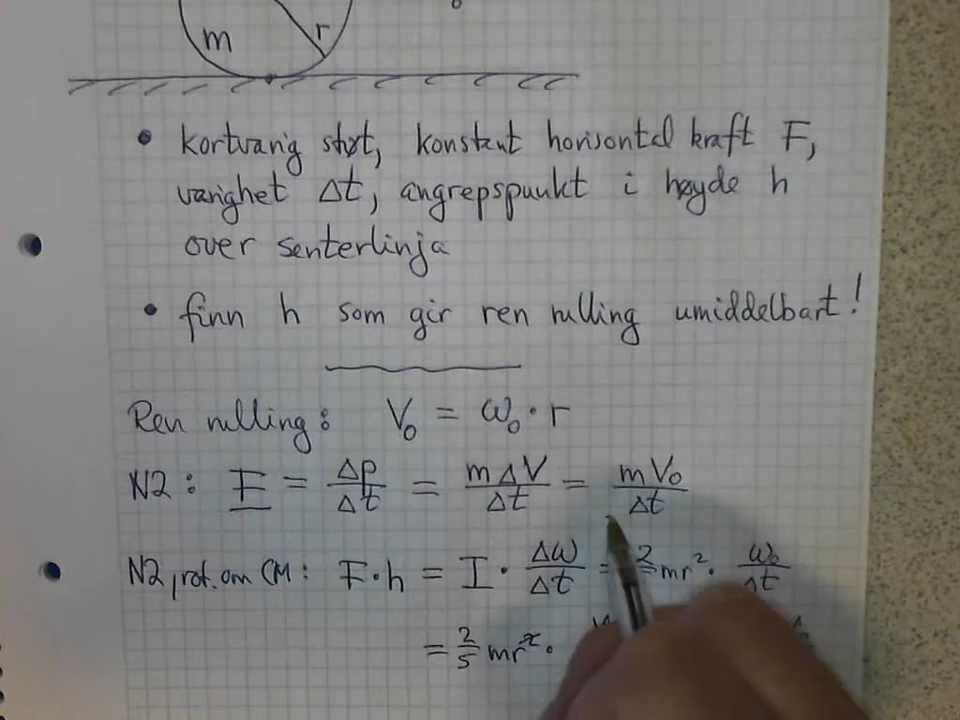 m r
• kortvarig støt, konstant horisontal kraft F,
varighet Δt, angrepspunkt i høyde h
over senterlinja
• finn h som gir ren rulling umiddelbart!
Ren rulling: V₀ = ω₀ · r
N2: F = Δp/Δt = mΔV/Δt = mV₀/Δt
N2, rot. om CM: F·h = I · Δω/Δt = 2/5 mr² · ω₀/Δt
= 2/5 mr² ·